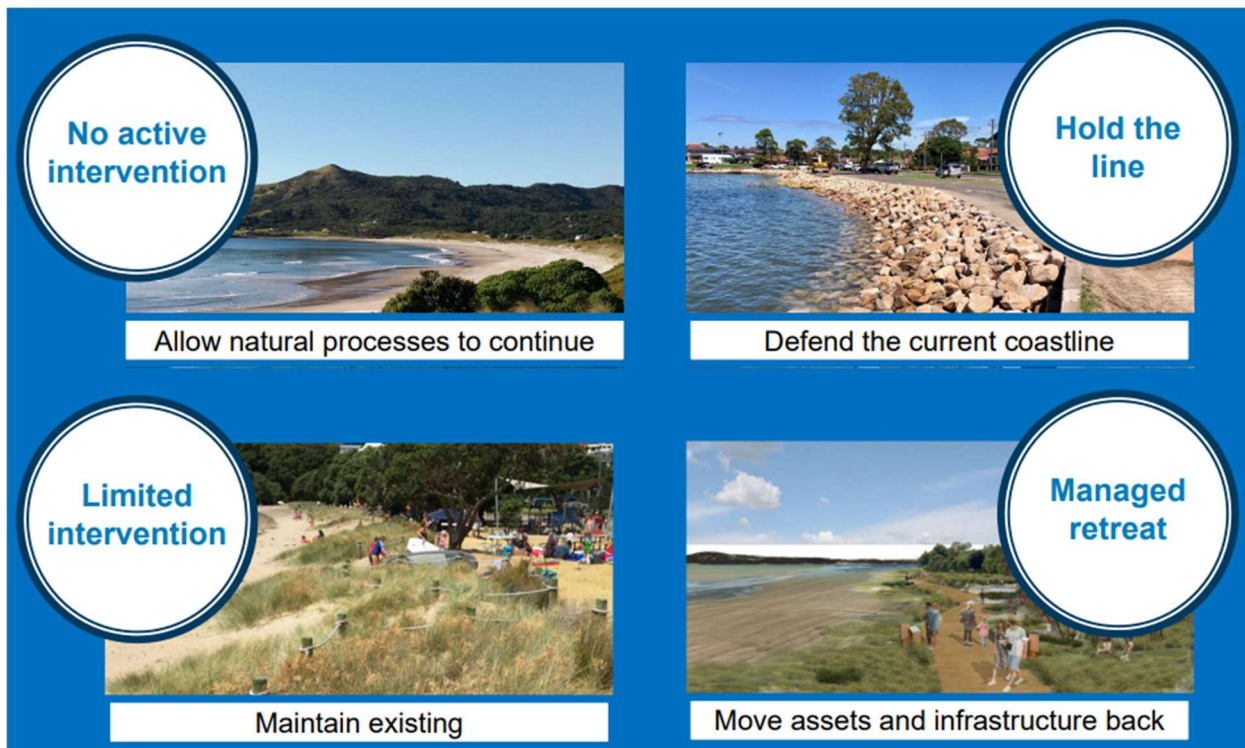 No active
intervention
Allow natural processes to continue
Hold the
line
Defend the current coastline
Limited
intervention
Maintain existing
Managed
retreat
Move assets and infrastructure back